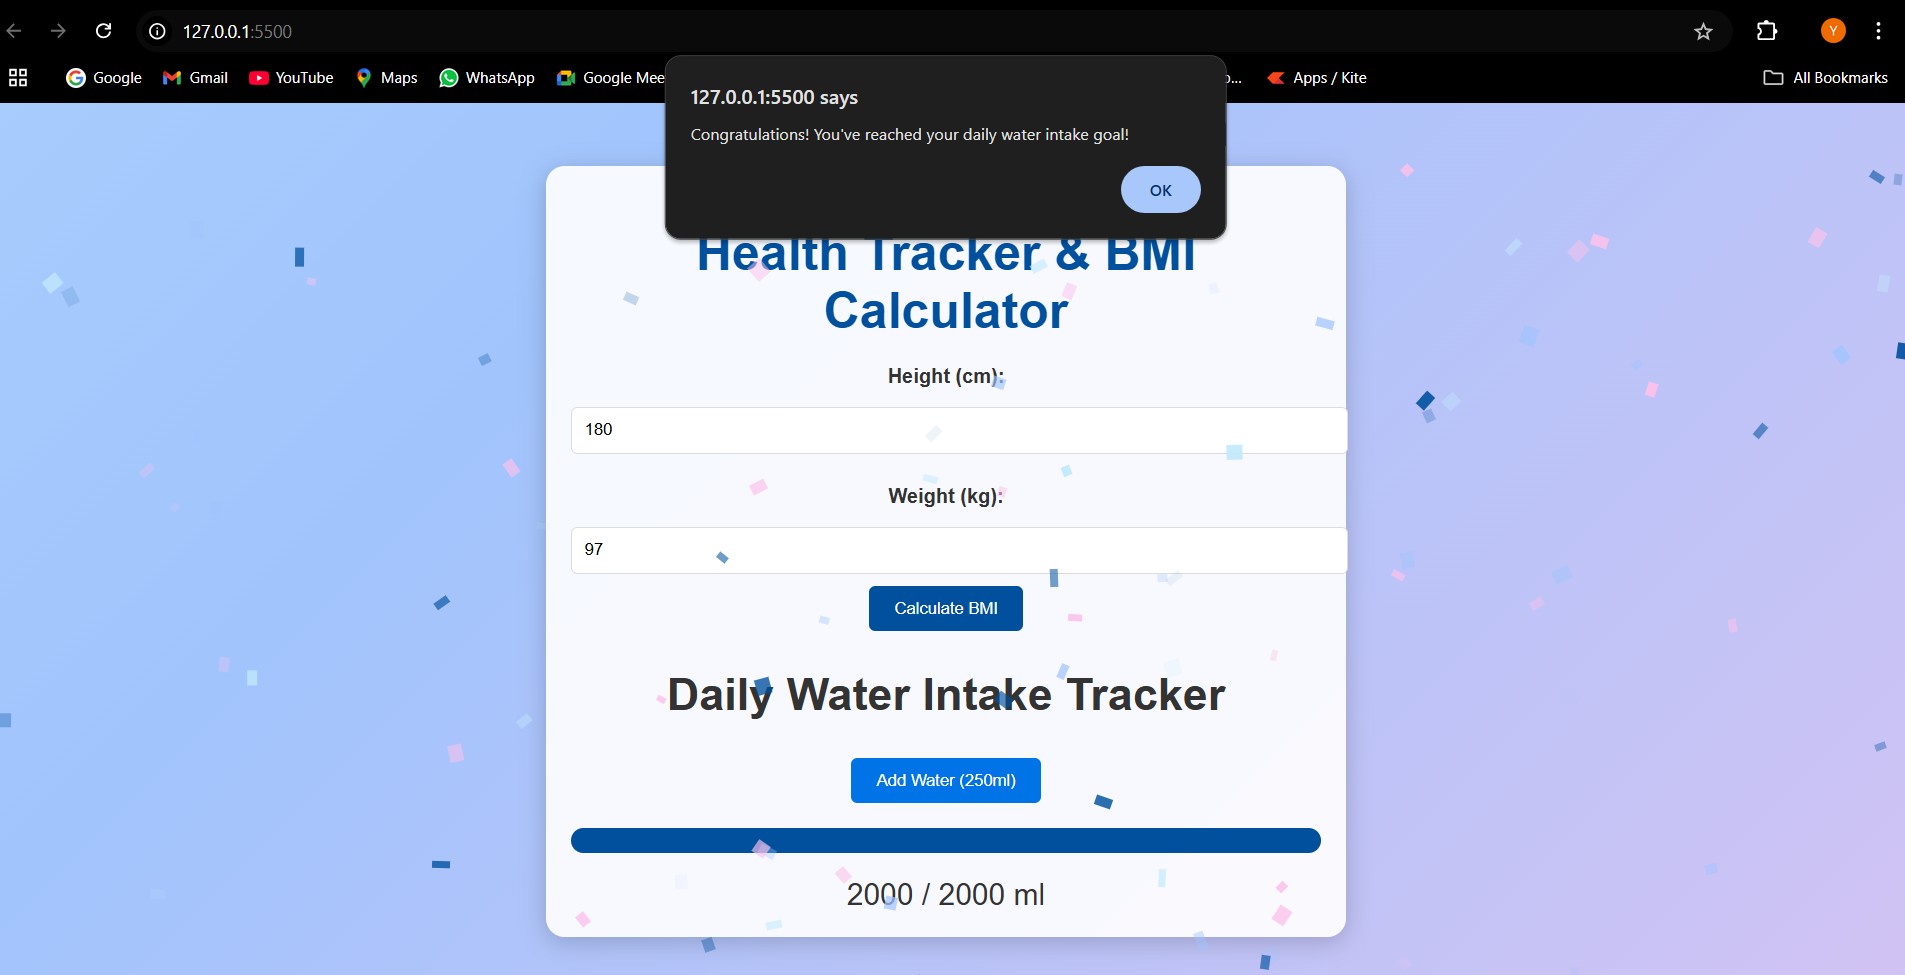 127.0.0.1:5500
Y
Google
Gmail
YouTube
Maps
WhatsApp
Google Mee
Apps / Kite
All Bookmarks
127.0.0.1:5500 says
Congratulations! You've reached your daily water intake goal!
OK
Health Tracker & BMI
Calculator
Height (cm):
180
Weight (kg):
97
Calculate BMI
Daily Water Intake Tracker
Add Water (250ml)
2000 / 2000 ml